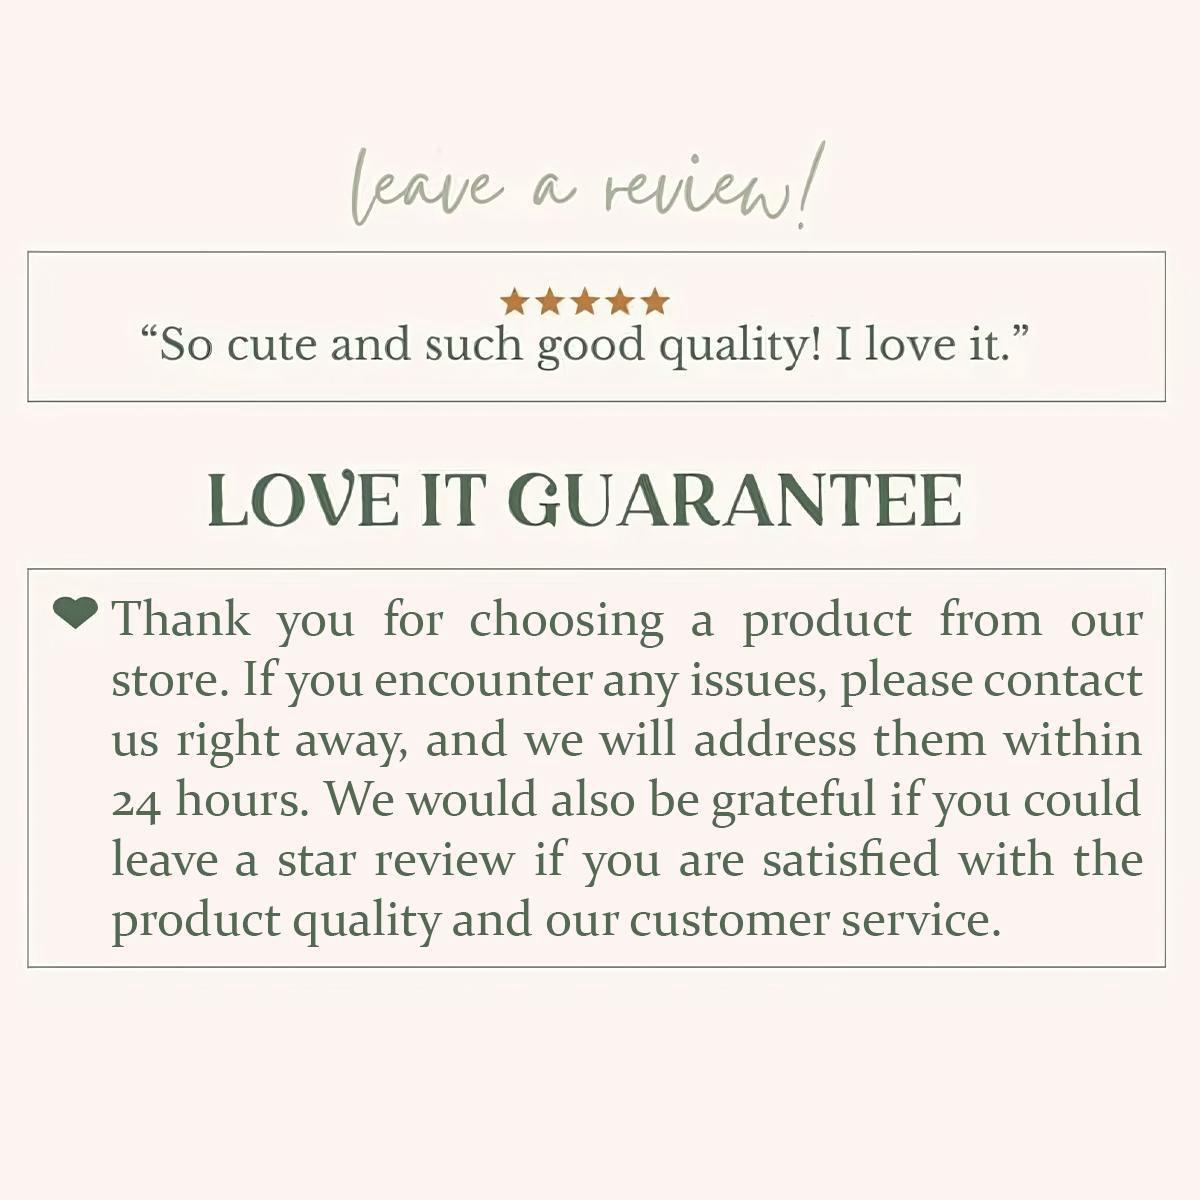 leave a review!
“So cute and such good quality! I love it.”
LOVE IT GUARANTEE
Thank you for choosing a product from our
store. If you encounter any issues, please contact
us right away, and we will address them within
24 hours. We would also be grateful if you could
leave a star review if you are satisfied with the
product quality and our customer service.